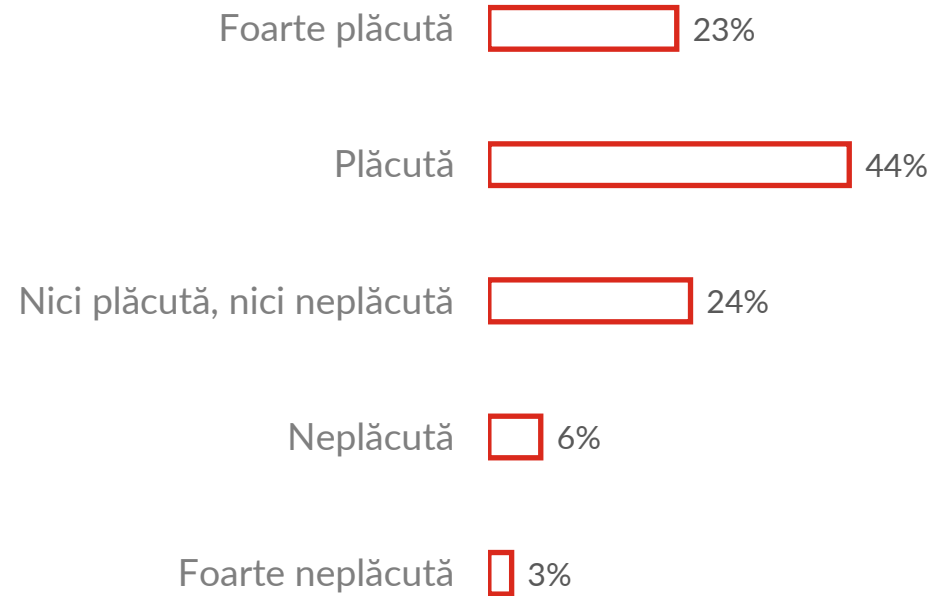 Foarte plăcută 23%
Plăcută 44%
Nici plăcută, nici neplăcută 24%
Neplăcută 6%
Foarte neplăcută 3%